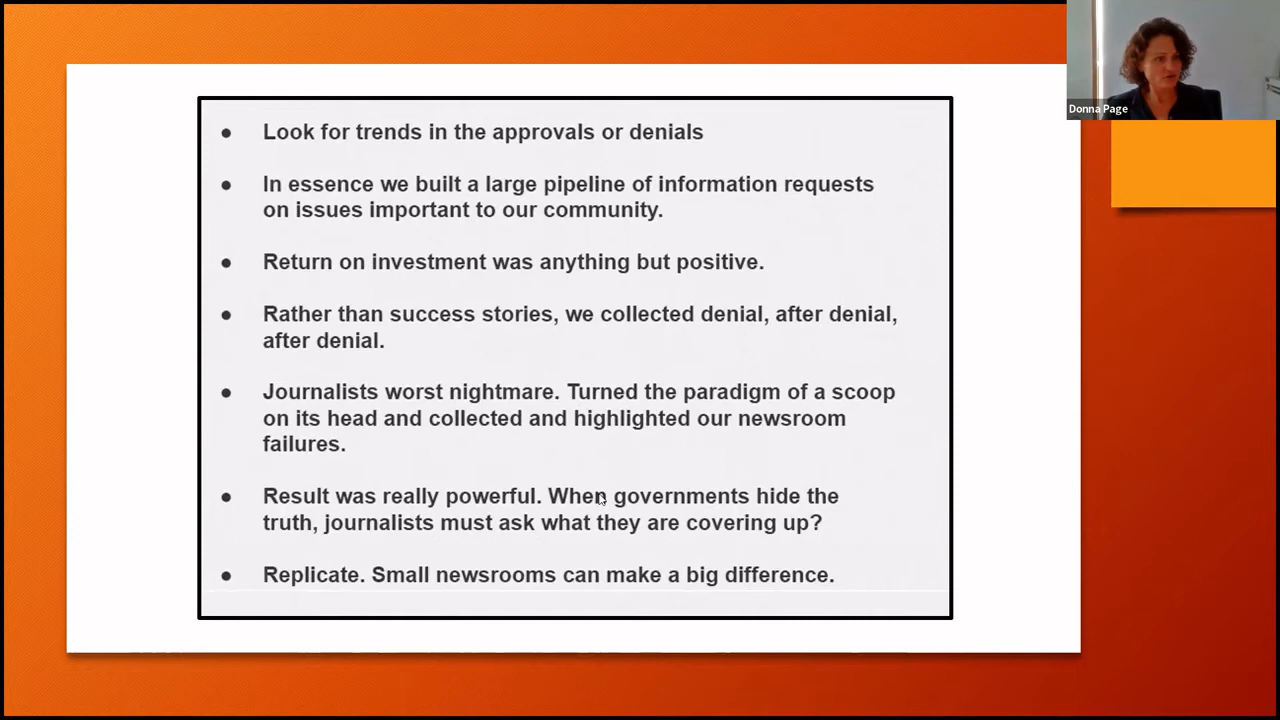 Donna Page
● Look for trends in the approvals or denials
● In essence we built a large pipeline of information requests
on issues important to our community.
● Return on investment was anything but positive.
● Rather than success stories, we collected denial, after denial,
after denial.
● Journalists worst nightmare. Turned the paradigm of a scoop
on its head and collected and highlighted our newsroom
failures.
● Result was really powerful. When governments hide the
truth, journalists must ask what they are covering up?
● Replicate. Small newsrooms can make a big difference.